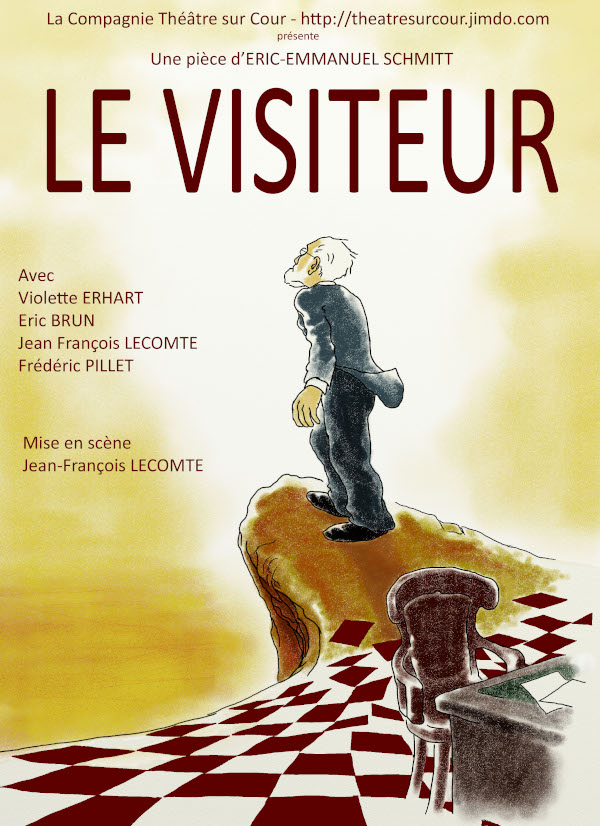 La Compagnie Théâtre sur Cour - http://theatresurcour.jimdo.com
présente
Une pièce d'ERIC-EMMANUEL SCHMITT
LE VISITEUR
Avec
Violette ERHART
Eric BRUN
Jean François LECOMTE
Frédéric PILLET
Mise en scène
Jean-François LECOMTE